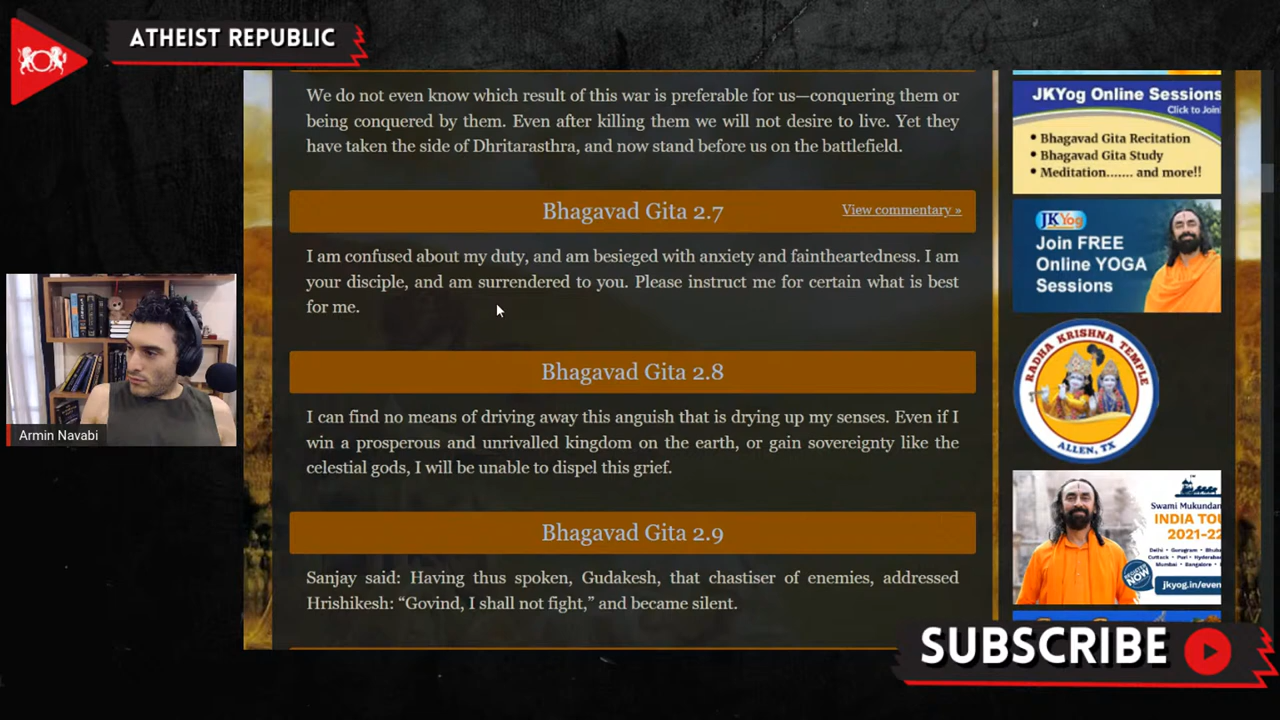 ATHEIST REPUBLIC
We do not even know which result of this war is preferable for us—conquering them or
being conquered by them. Even after killing them we will not desire to live. Yet they
have taken the side of Dhritarasthra, and now stand before us on the battlefield.
Bhagavad Gita 2.7
View commentary »
I am confused about my duty, and am besieged with anxiety and faintheartedness. I am
your disciple, and am surrendered to you. Please instruct me for certain what is best
for me.
Bhagavad Gita 2.8
I can find no means of driving away this anguish that is drying up my senses. Even if I
win a prosperous and unrivalled kingdom on the earth, or gain sovereignty like the
celestial gods, I will be unable to dispel this grief.
Bhagavad Gita 2.9
Sanjay said: Having thus spoken, Gudakesh, that chastiser of enemies, addressed
Hrishikesh: “Govind, I shall not fight,” and became silent.
Armin Navabi
JKYog Online Sessions
Click to Join
• Bhagavad Gita Recitation
• Bhagavad Gita Study
• Meditation....... and more!!
JKYog
Join FREE
Online YOGA
Sessions
RADHA KRISHNA TEMPLE
ALLEN, TX
Swami Mukundan
INDIA TOU
2021-22
jkyog.in/even
SUBSCRIBE